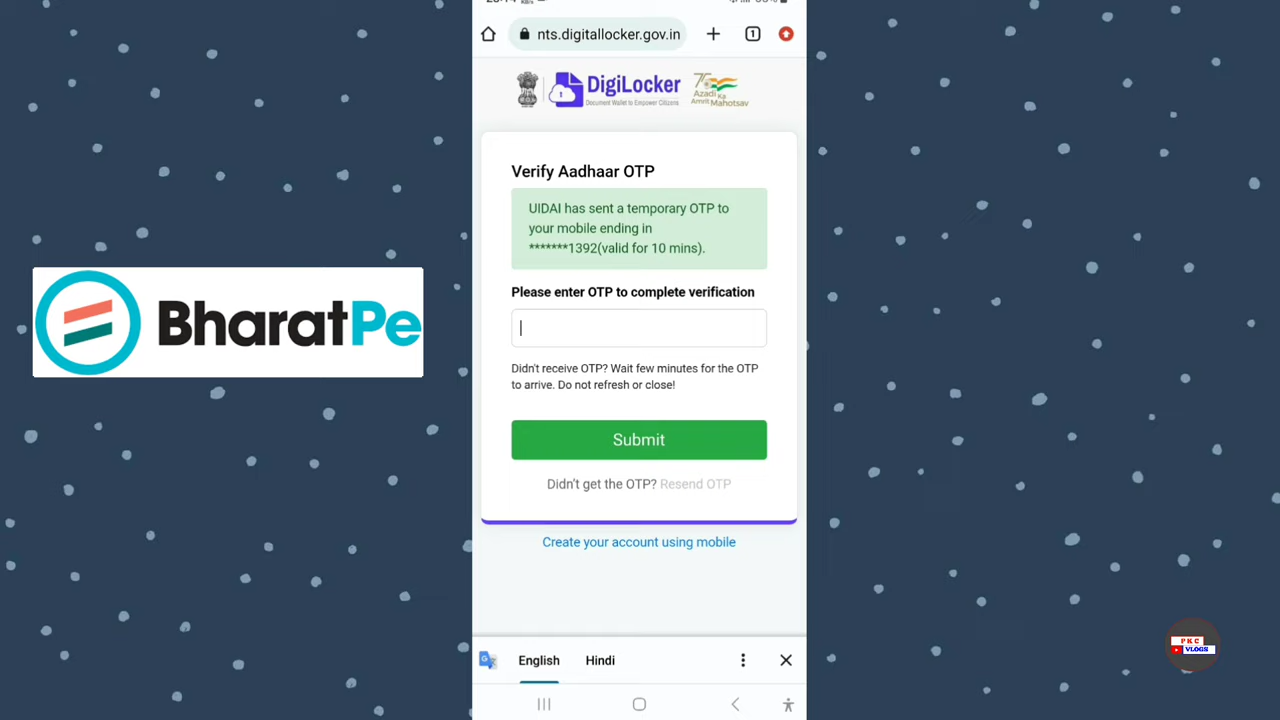 nts.digitallocker.gov.in
1
DigiLocker
Document Wallet to Empower Citizens
Azadi
Ka
Amrit Mahotsav
Verify Aadhaar OTP
UIDAI has sent a temporary OTP to
your mobile ending in
*******1392(valid for 10 mins).
Please enter OTP to complete verification
BharatPe
Didn't receive OTP? Wait few minutes for the OTP
to arrive. Do not refresh or close!
Submit
Didn't get the OTP? Resend OTP
Create your account using mobile
PKC
VLOGS
English
Hindi